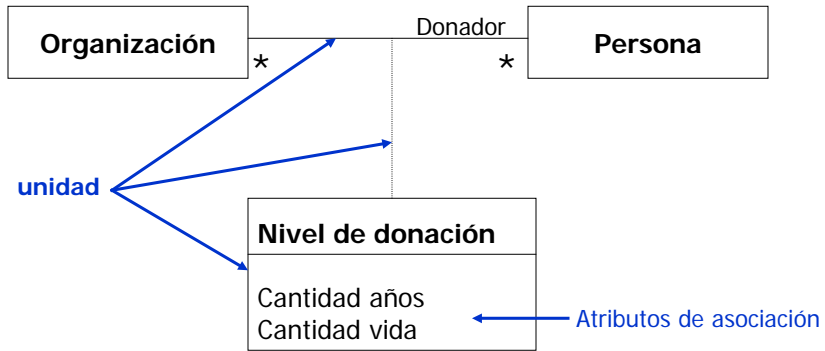 Donador
Organización
Persona
*
*
unidad
Nivel de donación
Cantidad años
Cantidad vida
Atributos de asociación